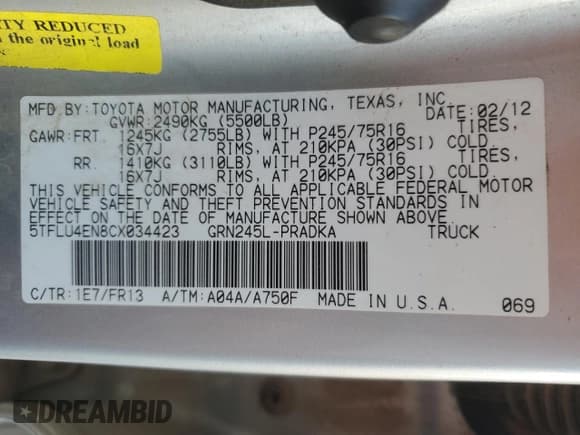 TY REDUCED
the original load
MFD BY: TOYOTA MOTOR MANUFACTURING, TEXAS, INC.
GVWR: 2490KG (5500LB) DATE: 02/12
GAWR: FRT 1245KG (2755LB) WITH P245/75R16 TIRES,
16X7J RIMS, AT 210KPA (30PSI) COLD.
RR. 1410KG (3110LB) WITH P245/75R16 TIRES,
16X7J RIMS, AT 210KPA (30PSI) COLD
THIS VEHICLE CONFORMS TO ALL APPLICABLE FEDERAL MOTOR
VEHICLE SAFETY AND THEFT PREVENTION STANDARDS IN
EFFECT ON THE DATE OF MANUFACTURE SHOWN ABOVE.
5TFLU4EN8CX034423 GRN245L-PRADKA TRUCK
C/TR: 1E7/FR13 A/TM: A04A/A750F MADE IN U.S.A. 069
DREAMBID